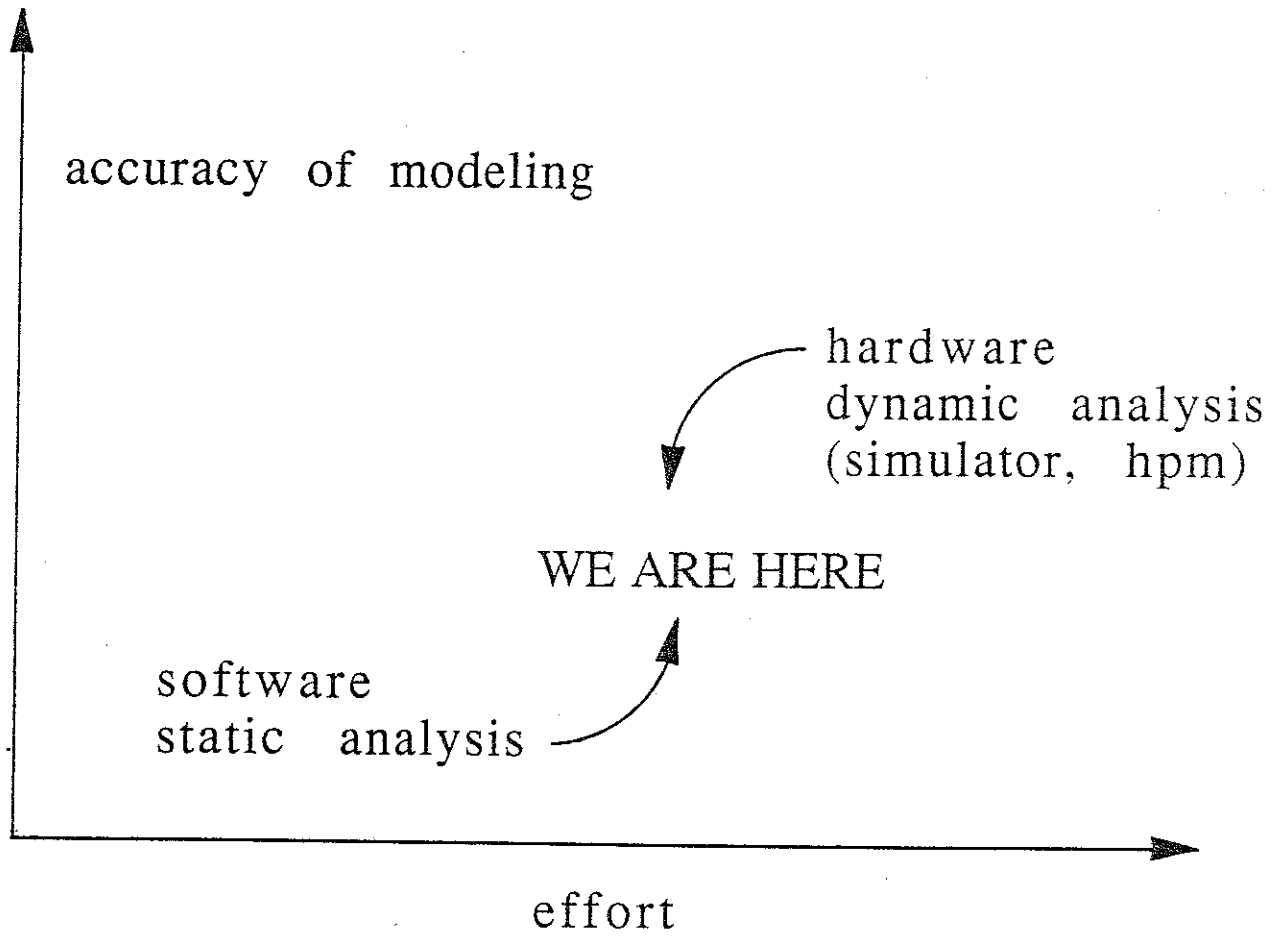 accuracy of modeling
hardware
dynamic analysis
(simulator, hpm)
WE ARE HERE
software
static analysis
effort